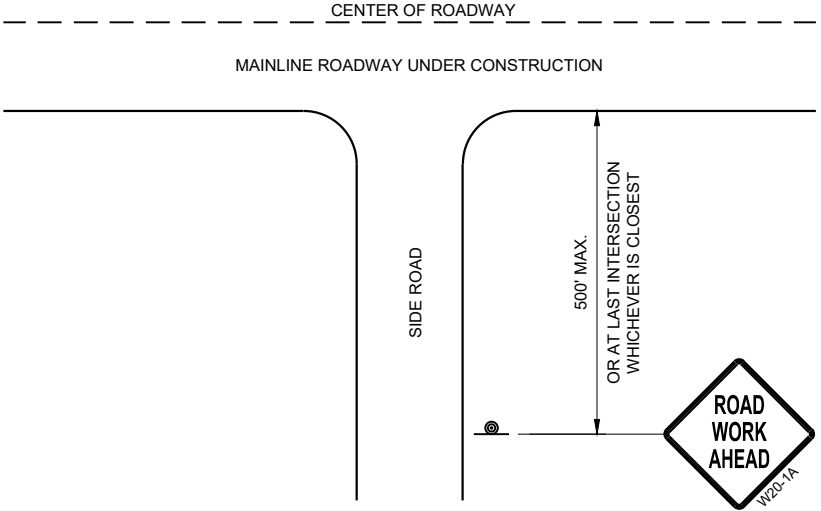 CENTER OF ROADWAY
MAINLINE ROADWAY UNDER CONSTRUCTION
SIDE ROAD
500' MAX.
OR AT LAST INTERSECTION
WHICHEVER IS CLOSEST
ROAD
WORK
AHEAD
W20-1A